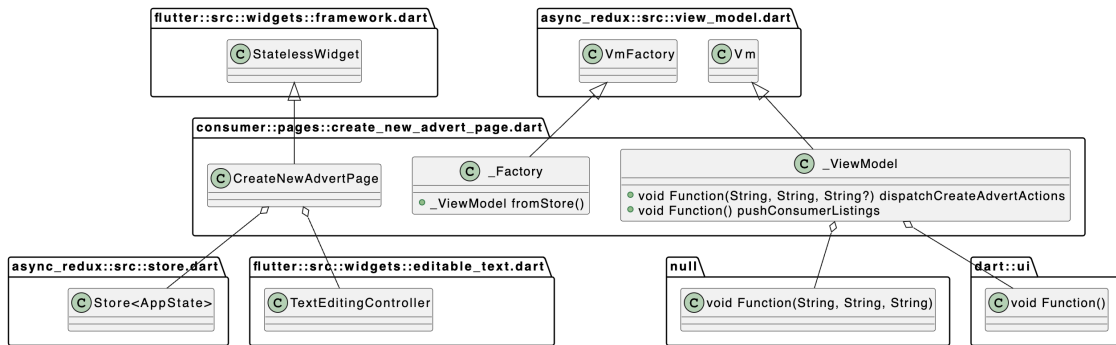 flutter::src::widgets::framework.dart
async_redux::src::view_model.dart
C StatelessWidget
C VmFactory
C Vm
consumer::pages::create_new_advert_page.dart
C CreateNewAdvertPage
C _Factory
_ViewModel fromStore()
C _ViewModel
void Function(String, String, String?) dispatchCreateAdvertActions
void Function() pushConsumerListings
async_redux::src::store.dart
flutter::src::widgets::editable_text.dart
null
dart::ui
C Store<AppState>
C TextEditingController
C void Function(String, String, String)
C void Function()